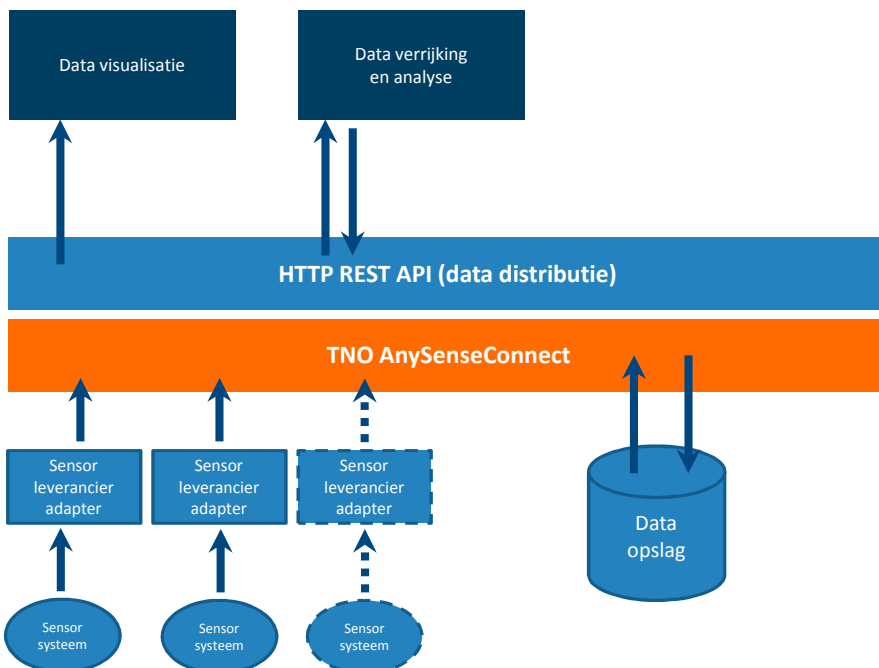 Data visualisatie
Data verrijking
en analyse
HTTP REST API (data distributie)
TNO AnySenseConnect
Sensor
leverancier
adapter
Sensor
leverancier
adapter
Sensor
leverancier
adapter
Data
opslag
Sensor
systeem
Sensor
systeem
Sensor
systeem